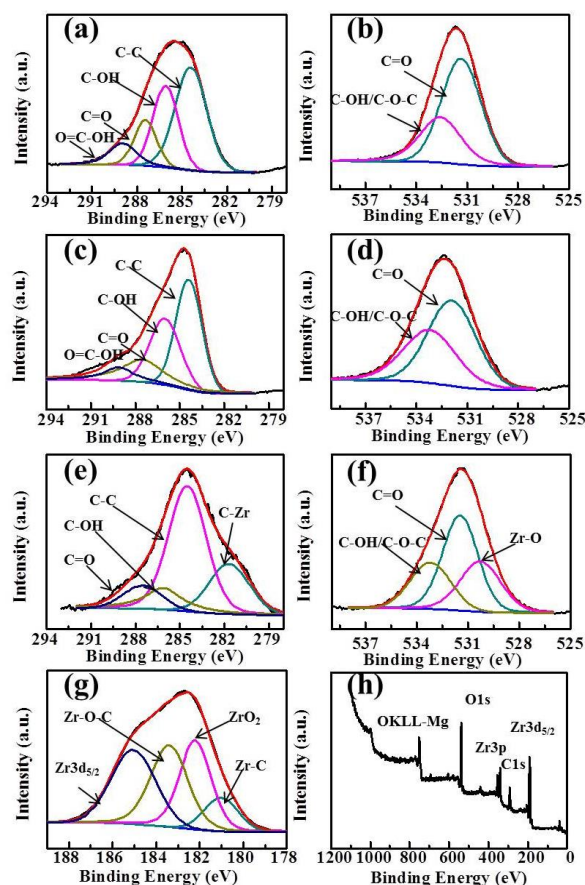 (a)
C-C
C-OH
C=O
O=C-OH
Intensity (a.u.)
294 291 288 285 282 279
Binding Energy (eV)
(b)
C=O
C-OH/C-O-C
Intensity (a.u.)
537 534 531 528 525
Binding Energy (eV)
(c)
C-C
C-OH
C=O
O=C-OH
Intensity (a.u.)
294 291 288 285 282 279
Binding Energy (eV)
(d)
C=O
C-OH/C-O-C
Intensity (a.u.)
537 534 531 528 525
Binding Energy (eV)
(e)
C-C
C-Zr
C-OH
C=O
Intensity (a.u.)
294 291 288 285 282 279
Binding Energy (eV)
(f)
C=O
Zr-O
C-OH/C-O-C
Intensity (a.u.)
537 534 531 528 525
Binding Energy (eV)
(g)
Zr-O-C
ZrO2
Zr-C
Zr3d5/2
Intensity (a.u.)
188 186 184 182 180 178
Binding Energy (eV)
(h)
O1s
OKLL-Mg
Zr3d5/2
Zr3p
C1s
Intensity (a.u.)
1200 1000 800 600 400 200 0
Binding Energy (eV)